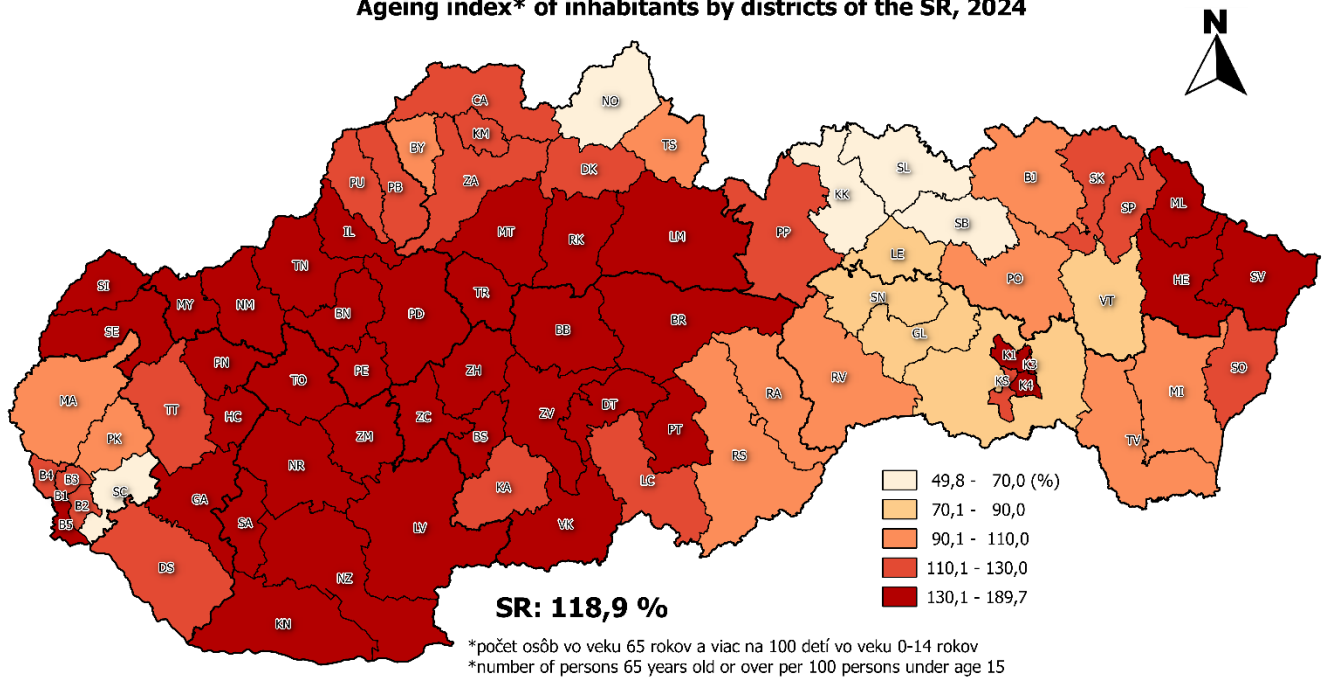 Ageing index* of inhabitants by districts of the SR, 2024
N
NO
CA
KM
BY
TS
DK
PU
PB
ZA
SL
KK
SB
BJ
SK
SP
ML
IL
MT
RK
LM
PP
LE
PO
VT
HE
SV
TN
SI
MY
NM
BN
PD
TR
BB
BR
SN
GL
SE
PN
TO
PE
ZH
K1
K3
KS
K4
SO
MA
TT
HC
ZM
ZC
BS
ZV
DT
PT
RA
RV
MI
PK
NR
RS
TV
B4
B3
B1
B2
B5
SC
GA
SA
LV
KA
LC
VK
DS
NZ
KN
49,8 - 70,0 (%)
70,1 - 90,0
90,1 - 110,0
110,1 - 130,0
130,1 - 189,7
SR: 118,9 %
*počet osôb vo veku 65 rokov a viac na 100 detí vo veku 0-14 rokov
*number of persons 65 years old or over per 100 persons under age 15